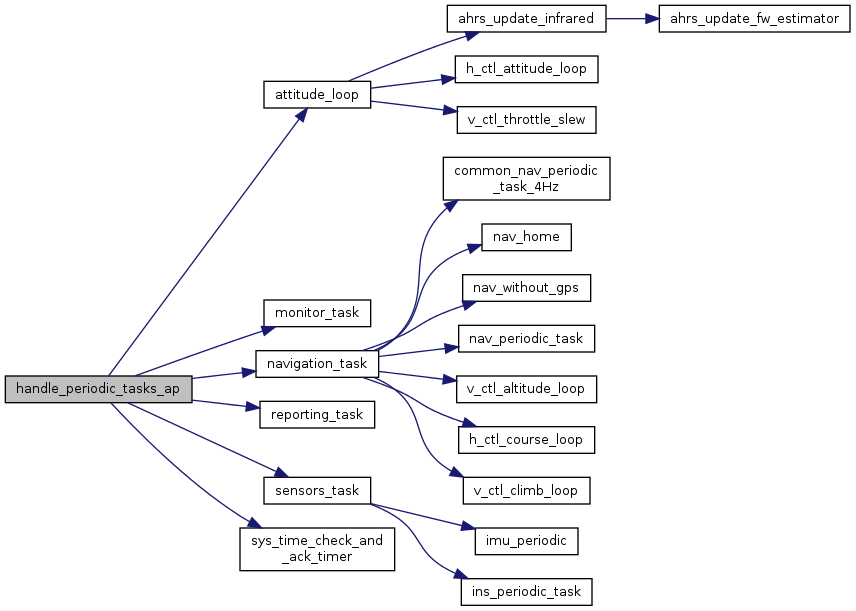 ahrs_update_infrared
ahrs_update_fw_estimator
h_ctl_attitude_loop
attitude_loop
v_ctl_throttle_slew
common_nav_periodic
_task_4Hz
nav_home
nav_without_gps
monitor_task
nav_periodic_task
navigation_task
handle_periodic_tasks_ap
v_ctl_altitude_loop
reporting_task
h_ctl_course_loop
sensors_task
v_ctl_climb_loop
sys_time_check_and
_ack_timer
imu_periodic
ins_periodic_task